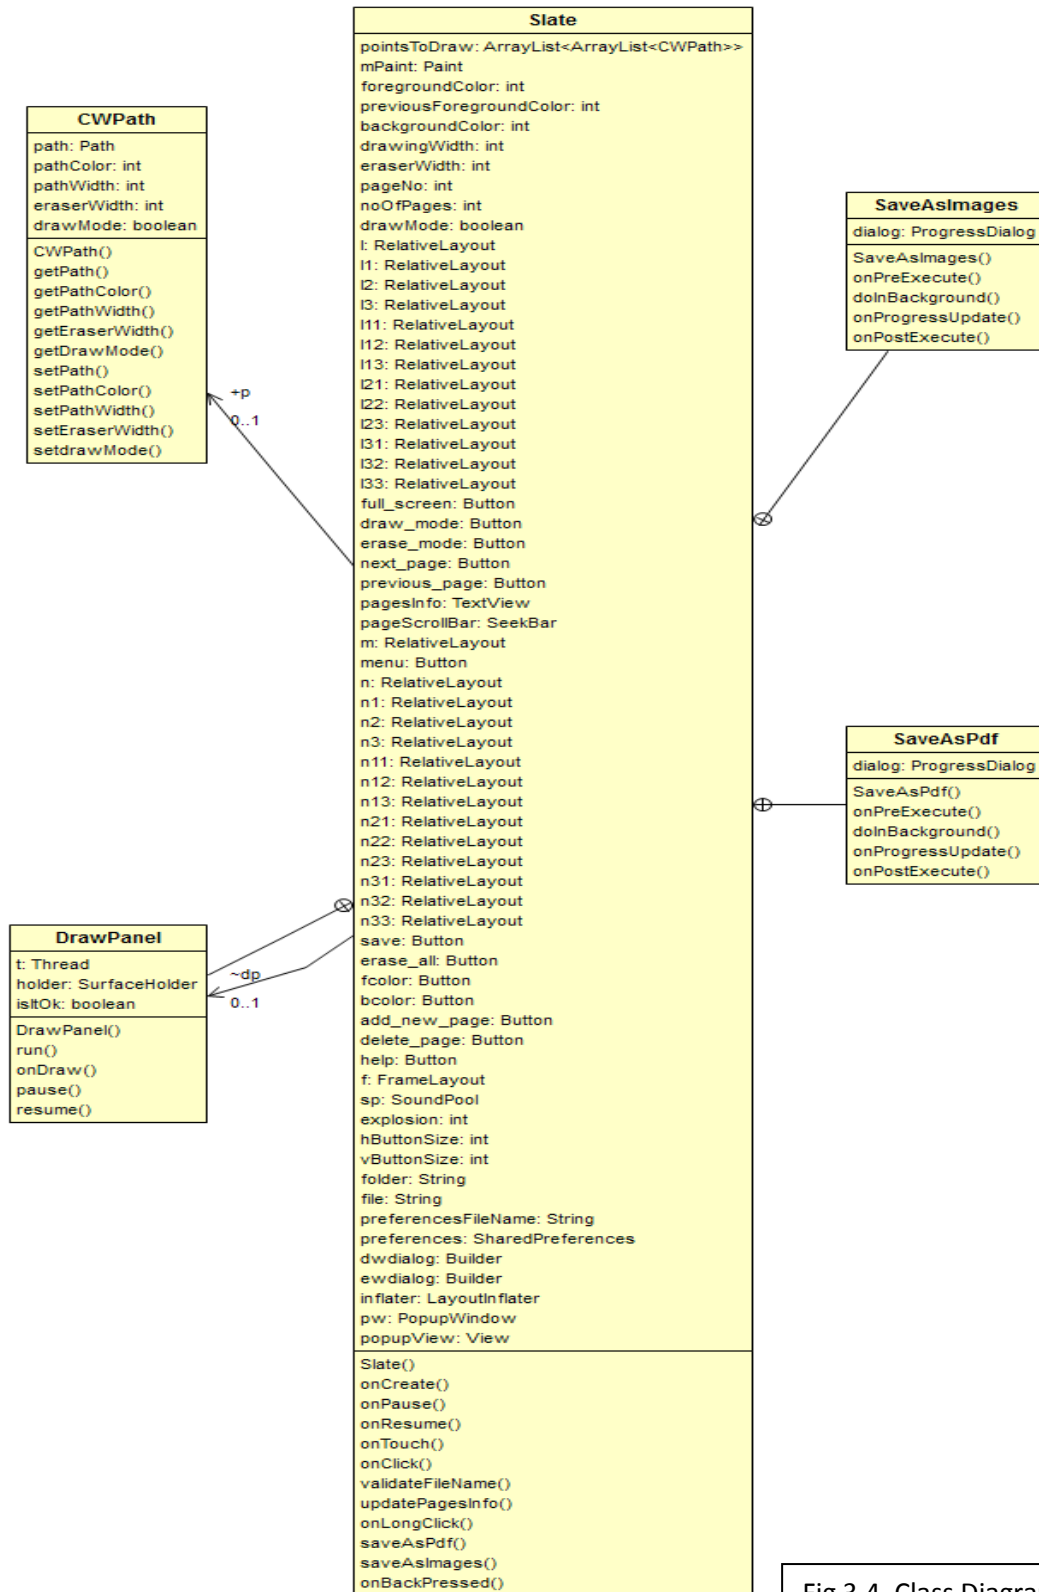 Slate
pointsToDraw: ArrayList<ArrayList<CWPath>>
mPaint: Paint
foregroundColor: int
previousForegroundColor: int
backgroundColor: int
drawingWidth: int
eraserWidth: int
pageNo: int
noOfPages: int
drawMode: boolean
l: RelativeLayout
l1: RelativeLayout
l2: RelativeLayout
l3: RelativeLayout
l11: RelativeLayout
l12: RelativeLayout
l13: RelativeLayout
l21: RelativeLayout
l22: RelativeLayout
l23: RelativeLayout
l31: RelativeLayout
l32: RelativeLayout
l33: RelativeLayout
full_screen: Button
draw_mode: Button
erase_mode: Button
next_page: Button
previous_page: Button
pagesInfo: TextView
pageScrollBar: SeekBar
m: RelativeLayout
menu: Button
n: RelativeLayout
n1: RelativeLayout
n2: RelativeLayout
n3: RelativeLayout
n11: RelativeLayout
n12: RelativeLayout
n13: RelativeLayout
n21: RelativeLayout
n22: RelativeLayout
n23: RelativeLayout
n31: RelativeLayout
n32: RelativeLayout
n33: RelativeLayout
save: Button
erase_all: Button
fcolor: Button
bcolor: Button
add_new_page: Button
delete_page: Button
help: Button
f: FrameLayout
sp: SoundPool
explosion: int
hButtonSize: int
vButtonSize: int
folder: String
file: String
preferencesFileName: String
preferences: SharedPreferences
dwdialog: Builder
ewdialog: Builder
inflater: LayoutInflater
pw: PopupWindow
popupView: View
Slate()
onCreate()
onPause()
onResume()
onTouch()
onClick()
validateFileName()
updatePagesInfo()
onLongClick()
saveAsPdf()
saveAsImages()
onBackPressed()
CWPath
path: Path
pathColor: int
pathWidth: int
eraserWidth: int
drawMode: boolean
CWPath()
getPath()
getPathColor()
getPathWidth()
getEraserWidth()
getDrawMode()
setPath()
setPathColor()
setPathWidth()
setEraserWidth()
setdrawMode()
+p
0..1
DrawPanel
t: Thread
holder: SurfaceHolder
isItOk: boolean
DrawPanel()
run()
onDraw()
pause()
resume()
~dp
0..1
SaveAsImages
dialog: ProgressDialog
SaveAsImages()
onPreExecute()
doInBackground()
onProgressUpdate()
onPostExecute()
SaveAsPdf
dialog: ProgressDialog
SaveAsPdf()
onPreExecute()
doInBackground()
onProgressUpdate()
onPostExecute()
Fig 3.4 Class Diagra